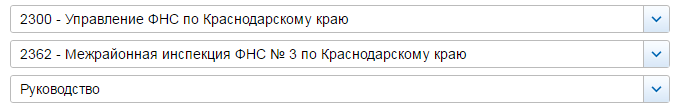 2300 - Управление ФНС по Краснодарскому краю
2362 - Межрайонная инспекция ФНС № 3 по Краснодарскому краю
Руководство